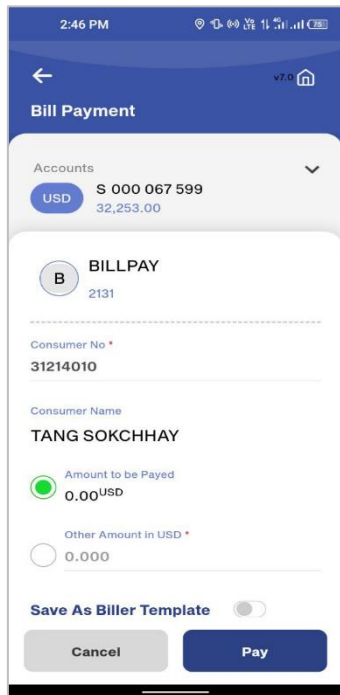 2:46 PM
v7.0
Bill Payment
Accounts
USD
S 000 067 599
32,253.00
B
BILLPAY
2131
Consumer No *
31214010
Consumer Name
TANG SOKCHHAY
Amount to be Payed
0.00USD
Other Amount in USD *
0.000
Save As Biller Template
Cancel
Pay